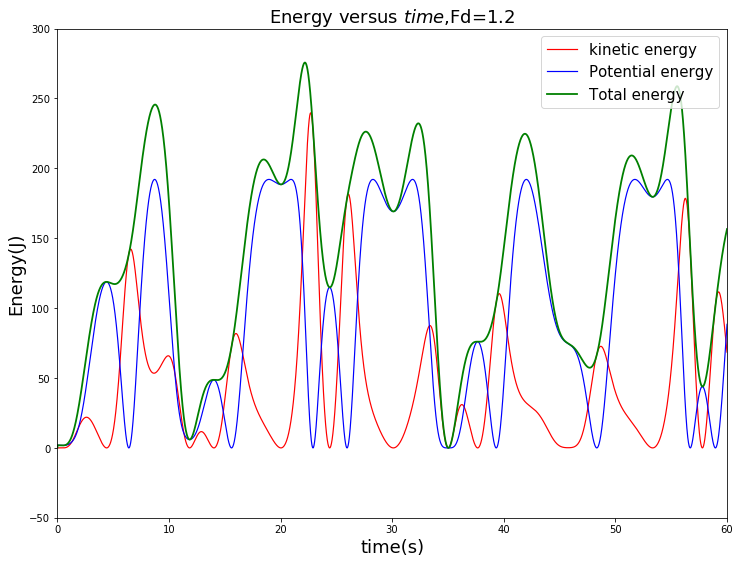 Energy versus time,Fd=1.2
kinetic energy
Potential energy
Total energy
Energy(J)
300
250
200
150
100
50
0
−50
0 10 20 30 40 50 60
time(s)